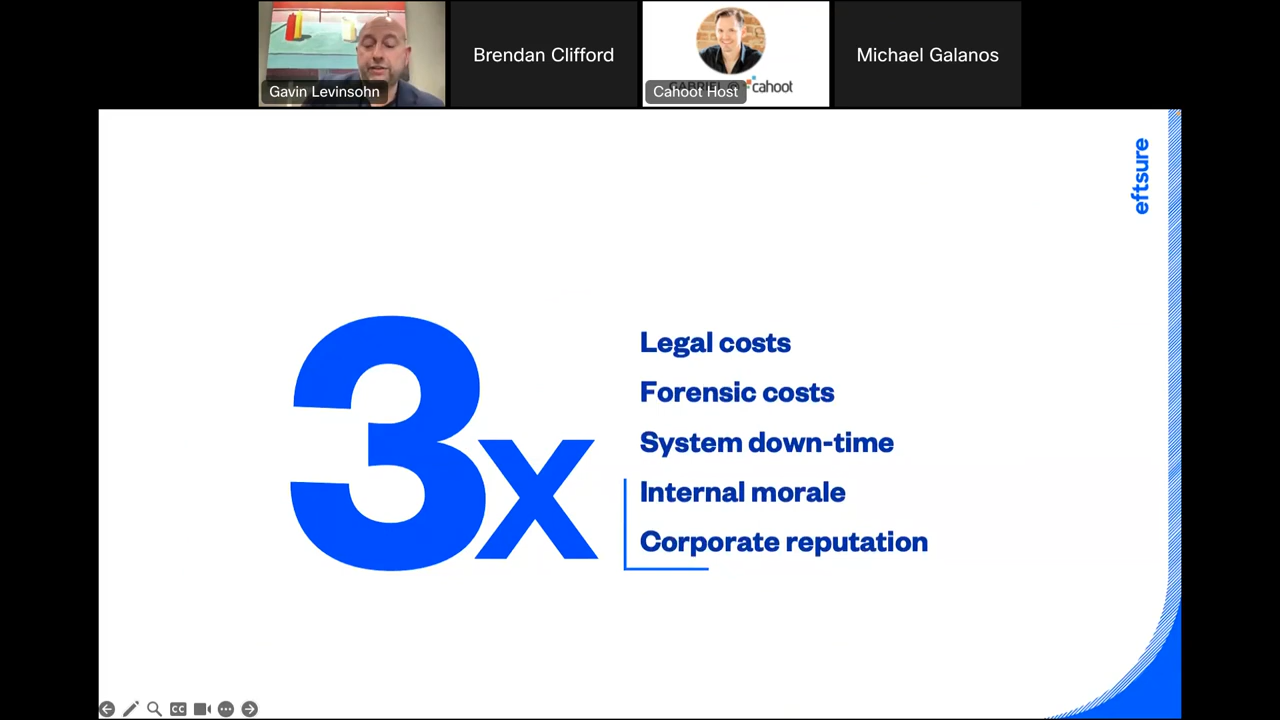 Gavin Levinsohn
Brendan Clifford
cahoot
Cahoot Host
Michael Galanos
eftsure
3x
Legal costs
Forensic costs
System down-time
Internal morale
Corporate reputation
CC